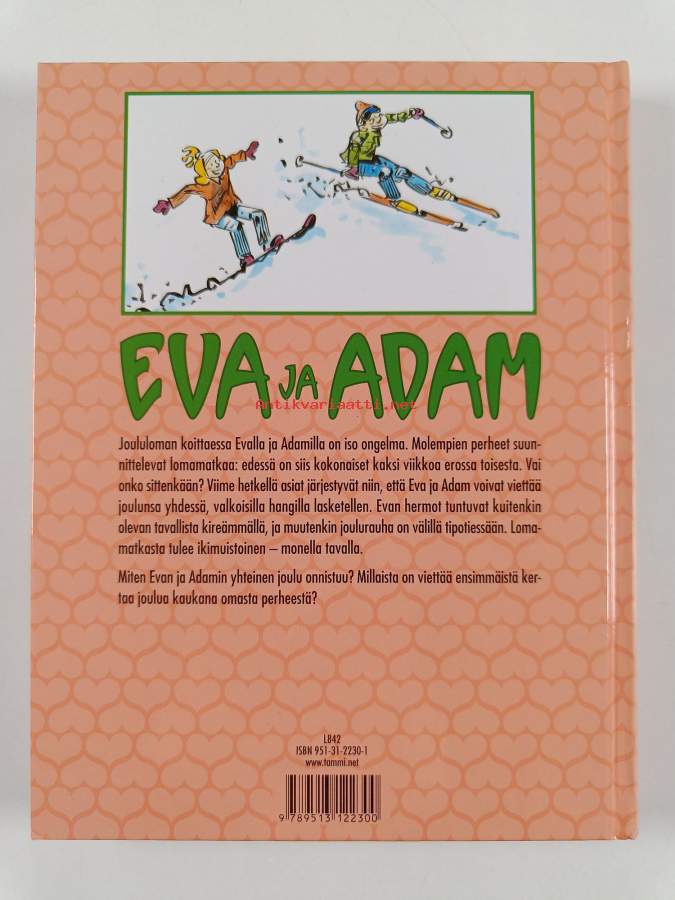 EVA JA ADAM
Antikvariaatti.net
Joululoman koittaessa Evalla ja Adamilla on iso ongelma. Molempien perheet suun-
nittelevat lomamatkaa: edessä on siis kokonaiset kaksi viikkoa erossa toisesta. Vai
onko sittenkään? Viime hetkellä asiat järjestyvät niin, että Eva ja Adam voivat viettää
joulunsa yhdessä, valkoisilla hangilla lasketellen. Evan hermot tuntuvat kuitenkin
olevan tavallista kireämmällä, ja muutenkin joulurauha on välillä tipotiessään. Loma-
matkasta tulee ikimuistoinen – monella tavalla.
Miten Evan ja Adamin yhteinen joulu onnistuu? Millaista on viettää ensimmäistä ker-
taa joulua kaukana omasta perheestä?
L842
ISBN 951-31-2230-1
www.tammi.net
9 789513 122300